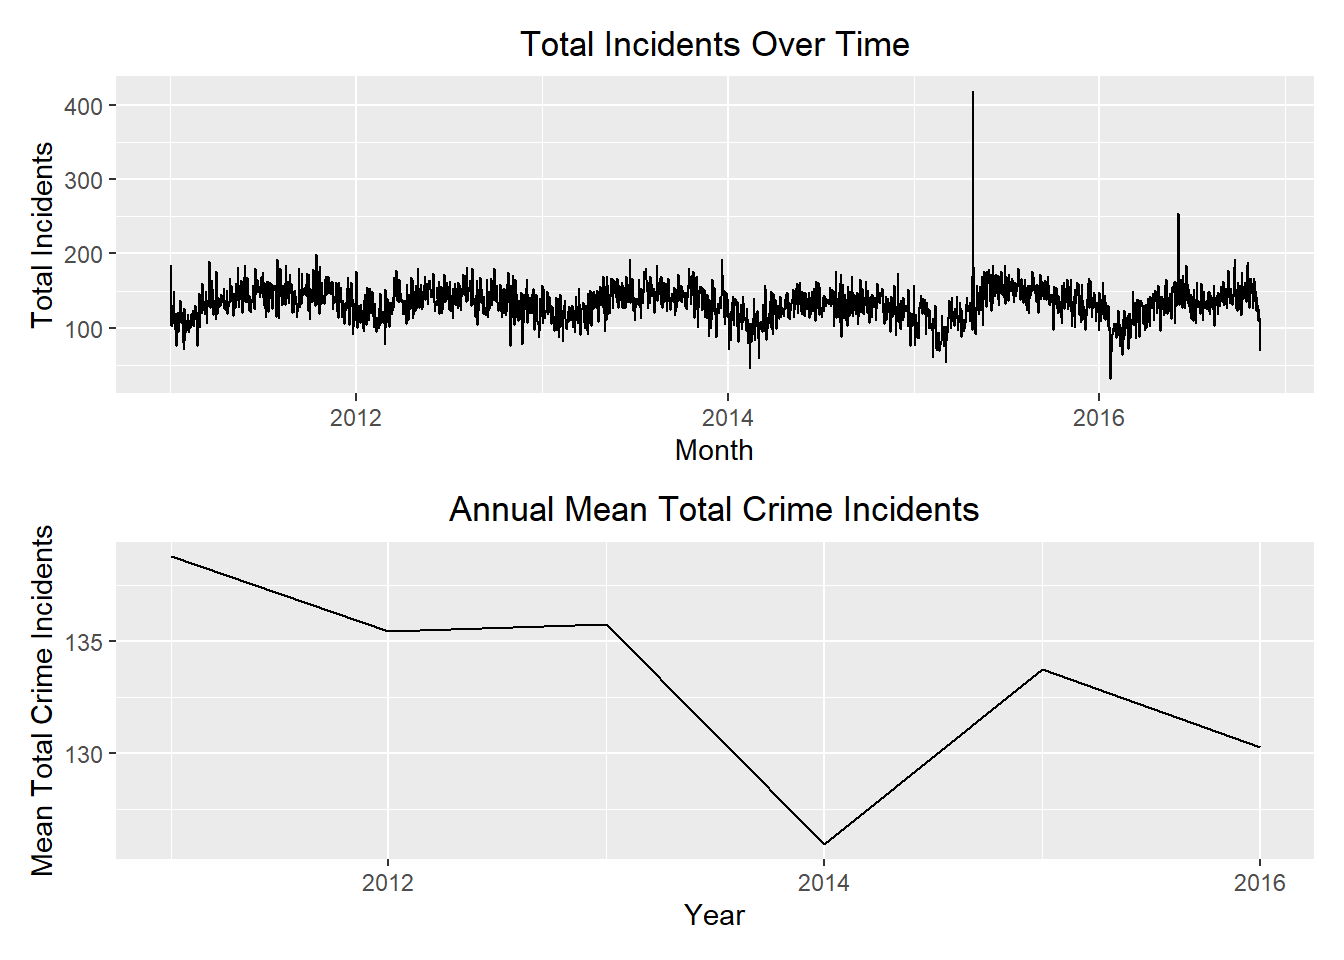 Total Incidents Over Time
Total Incidents
400
300
200
100
2012
2014
2016
Month
Annual Mean Total Crime Incidents
Mean Total Crime Incidents
135
130
2012
2014
2016
Year